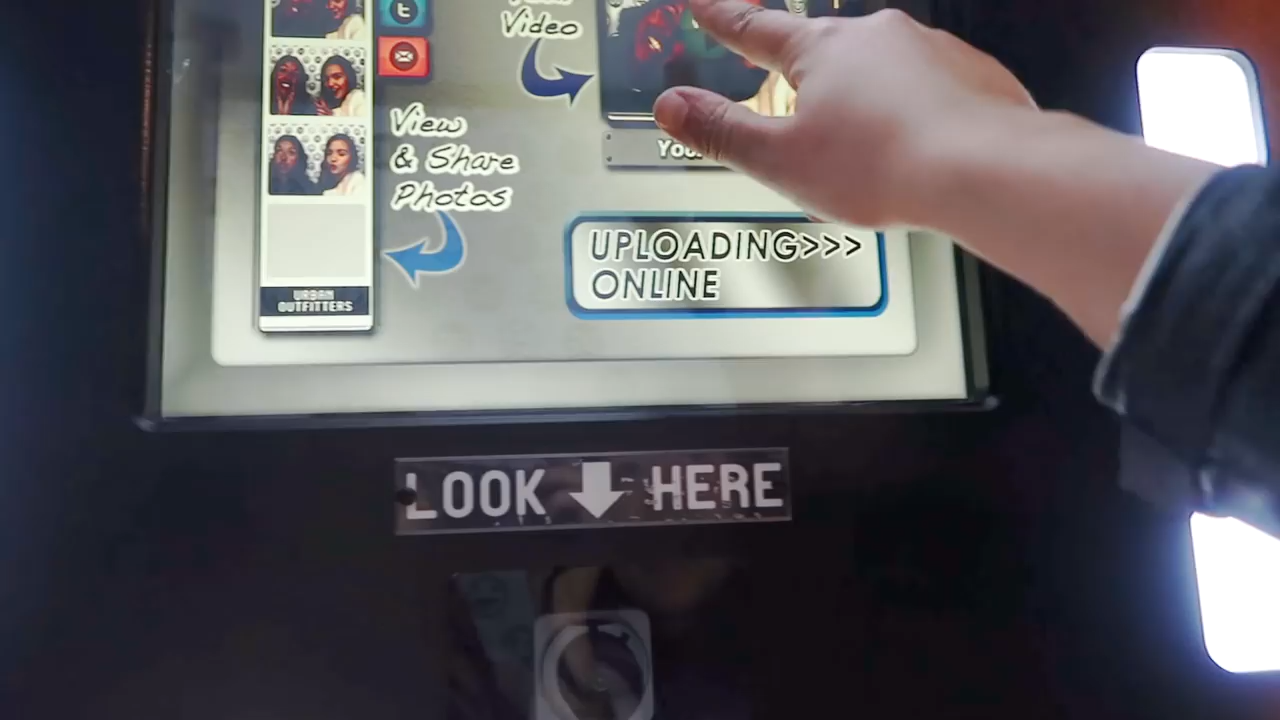 Video
View
& Share
Photos
UPLOADING>>>
ONLINE
URBAN
OUTFITTERS
LOOK HERE